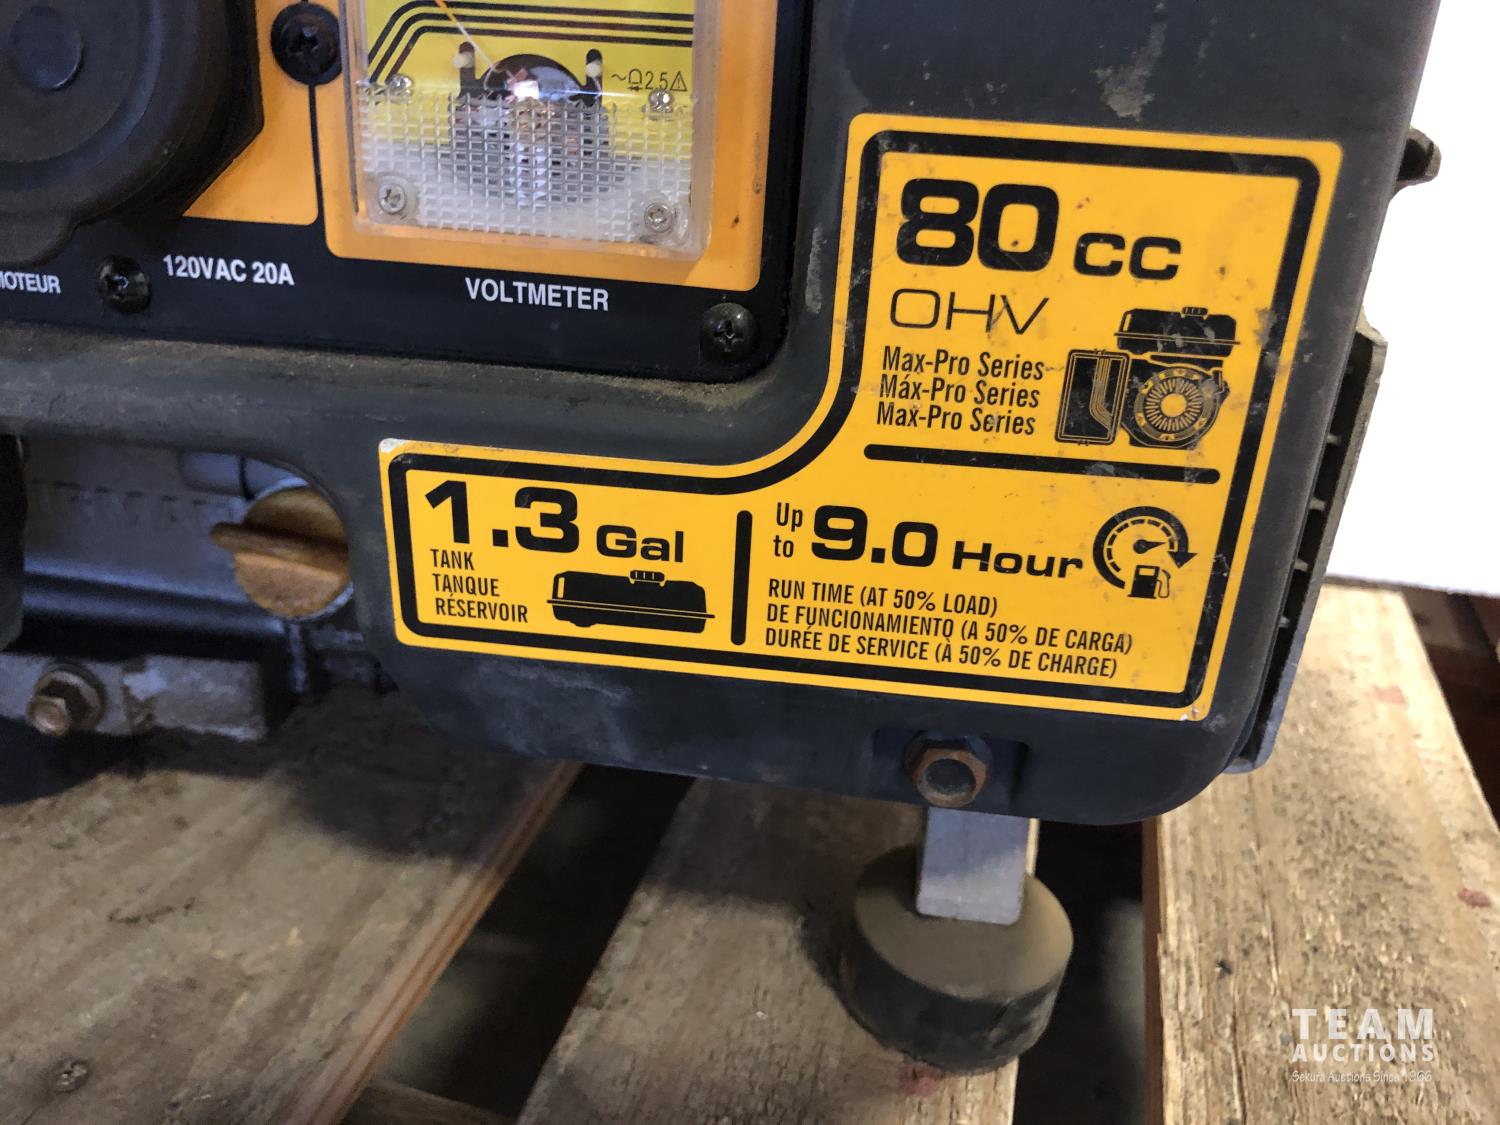 ~ 2.5
MOTEUR
120VAC 20A
VOLTMETER
80 cc
OHV
Max-Pro Series
Máx-Pro Series
Max-Pro Series
1.3 Gal
TANK
TANQUE
RÉSERVOIR
Up to 9.0 Hour
RUN TIME (AT 50% LOAD)
DE FUNCIONAMIENTO (A 50% DE CARGA)
DURÉE DE SERVICE (À 50% DE CHARGE)
TEAM
AUCTIONS
Sekura Auctions Since 1966